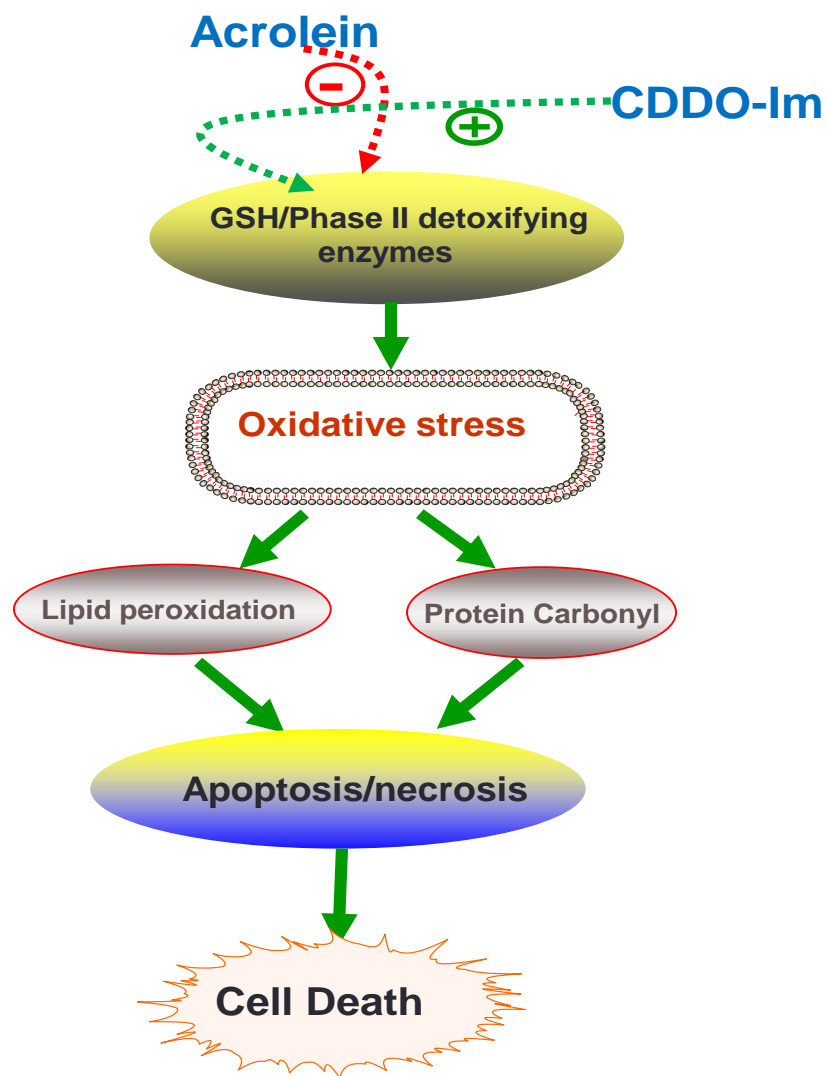 Acrolein
-
CDDO-Im
+
GSH/Phase II detoxifying
enzymes
Oxidative stress
Lipid peroxidation
Protein Carbonyl
Apoptosis/necrosis
Cell Death